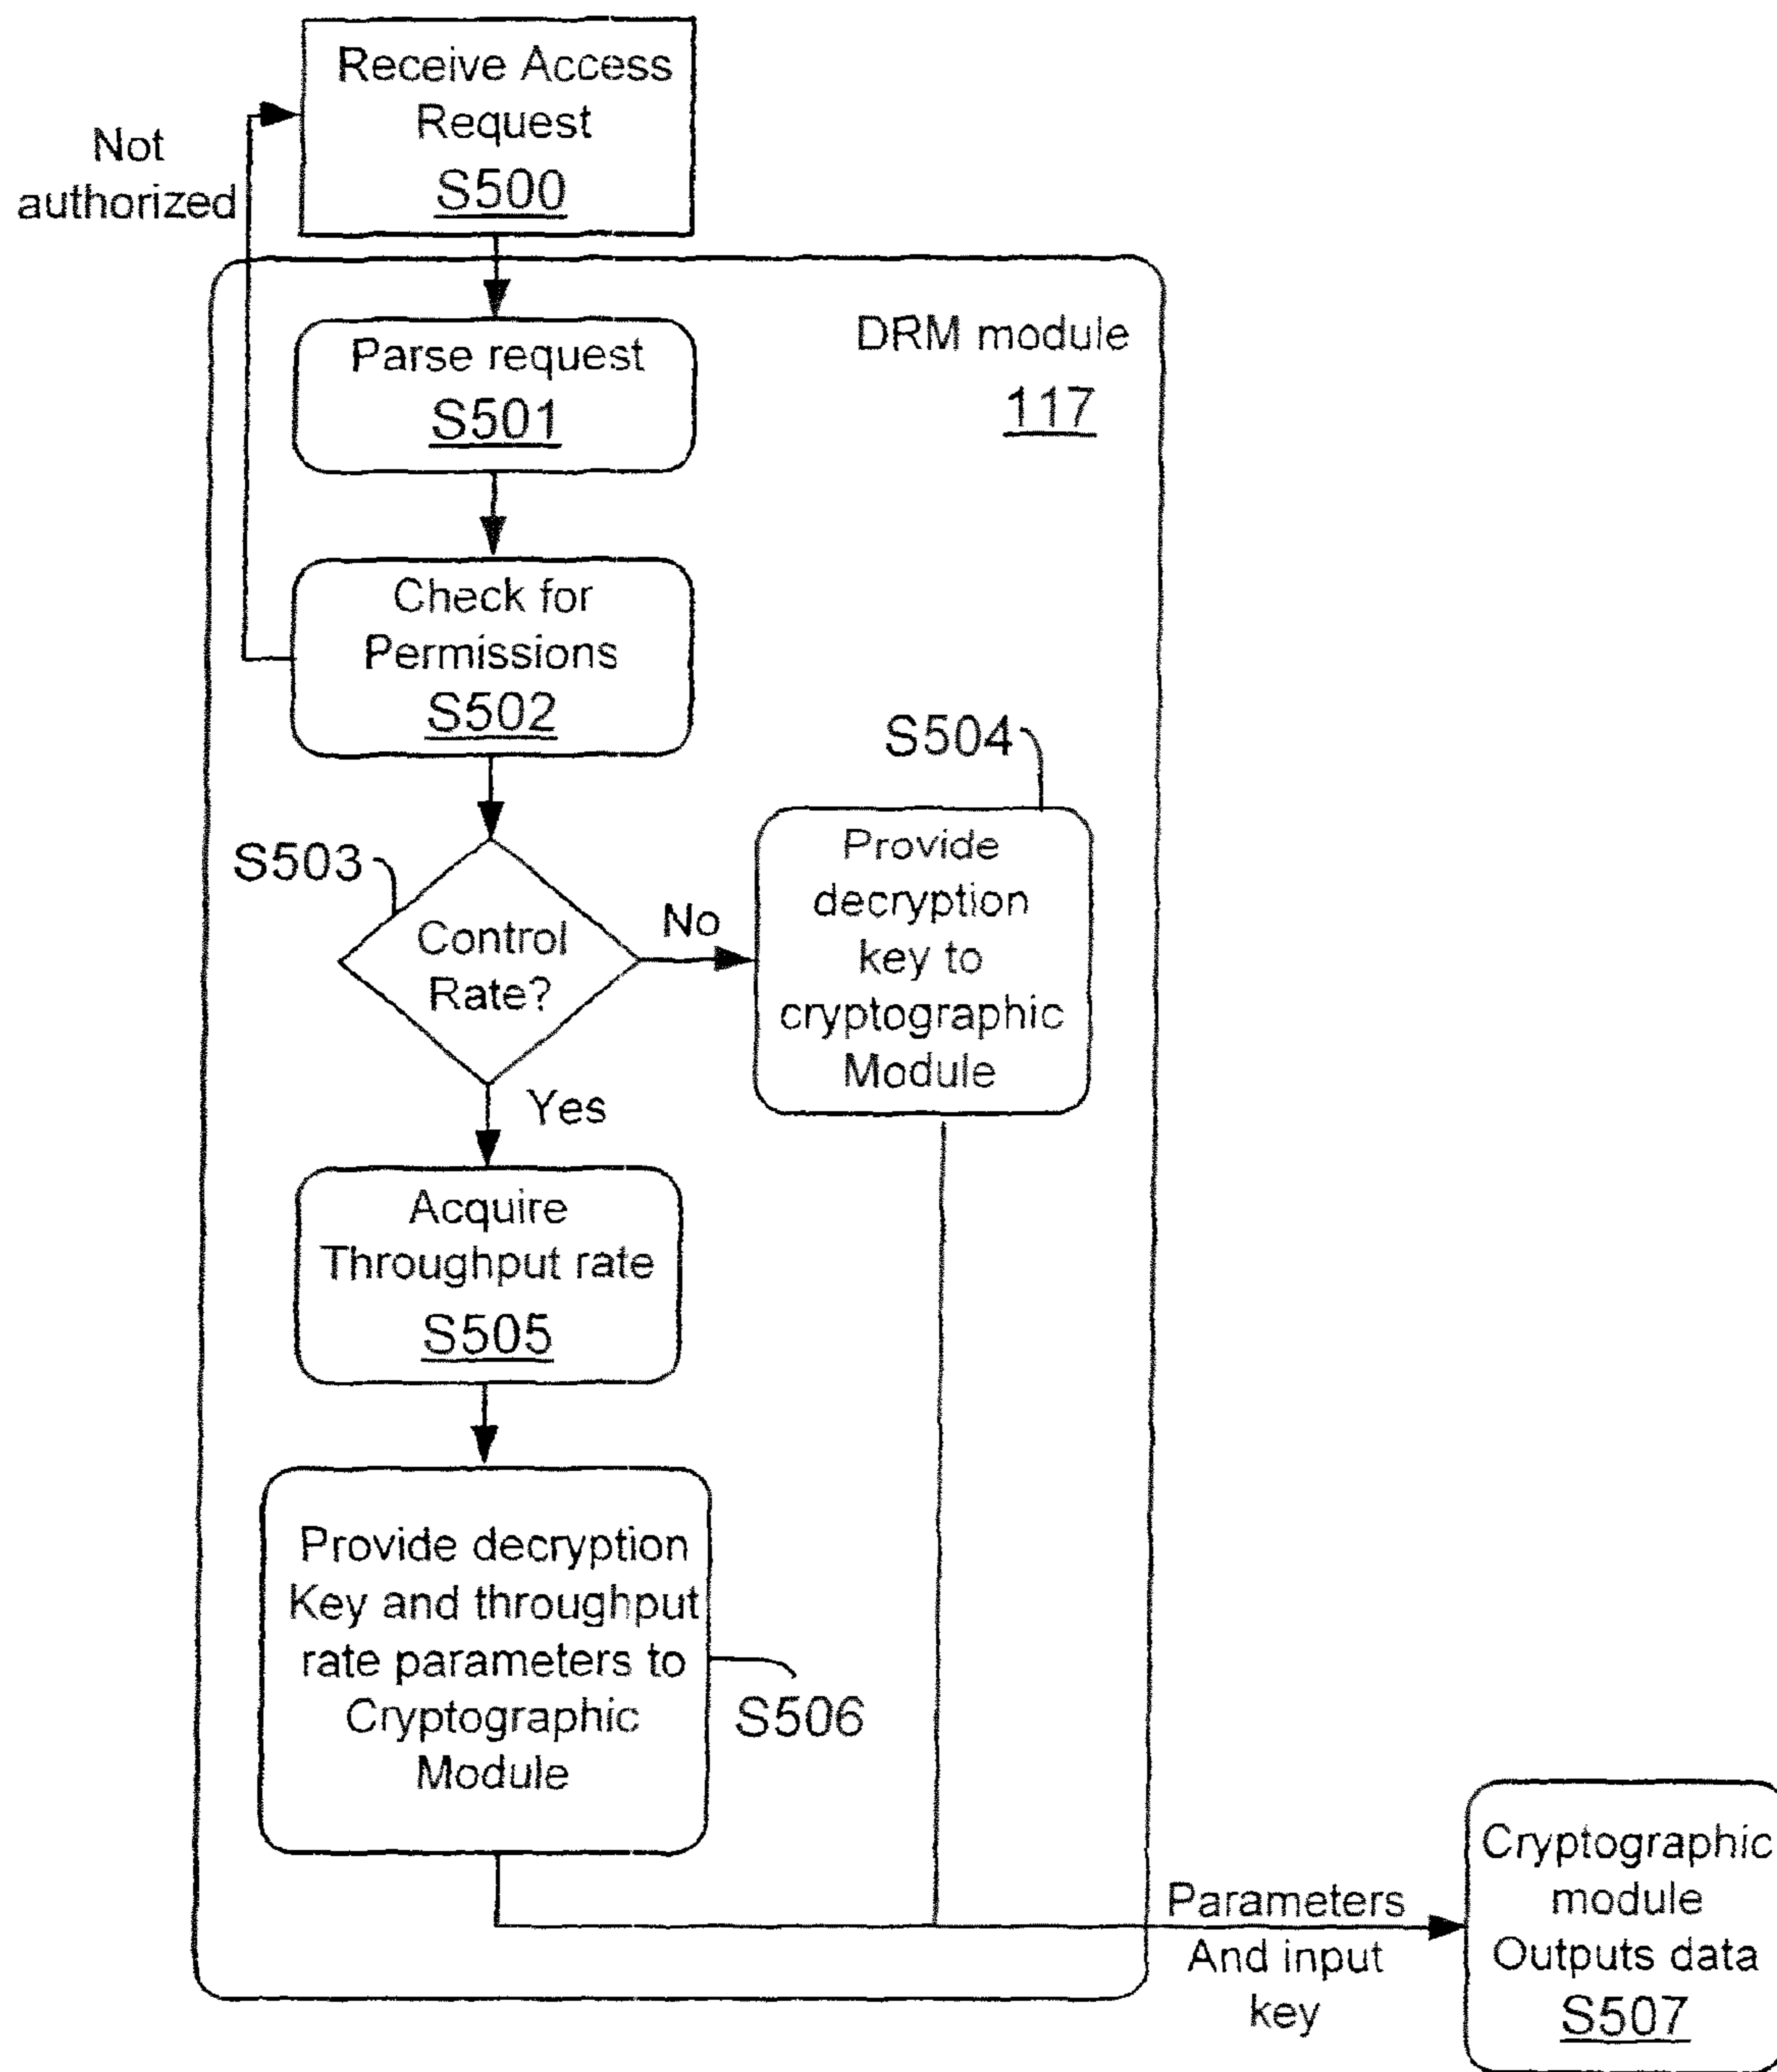 Receive Access
Request
S500
Not
authorized
Parse request
S501
DRM module
117
Check for
Permissions
S502
S503
Control
Rate?
No
Yes
S504
Provide
decryption
key to
cryptographic
Module
Acquire
Throughput rate
S505
Provide decryption
Key and throughput
rate parameters to
Cryptographic
Module
S506
Parameters
And input
key
Cryptographic
module
Outputs data
S507